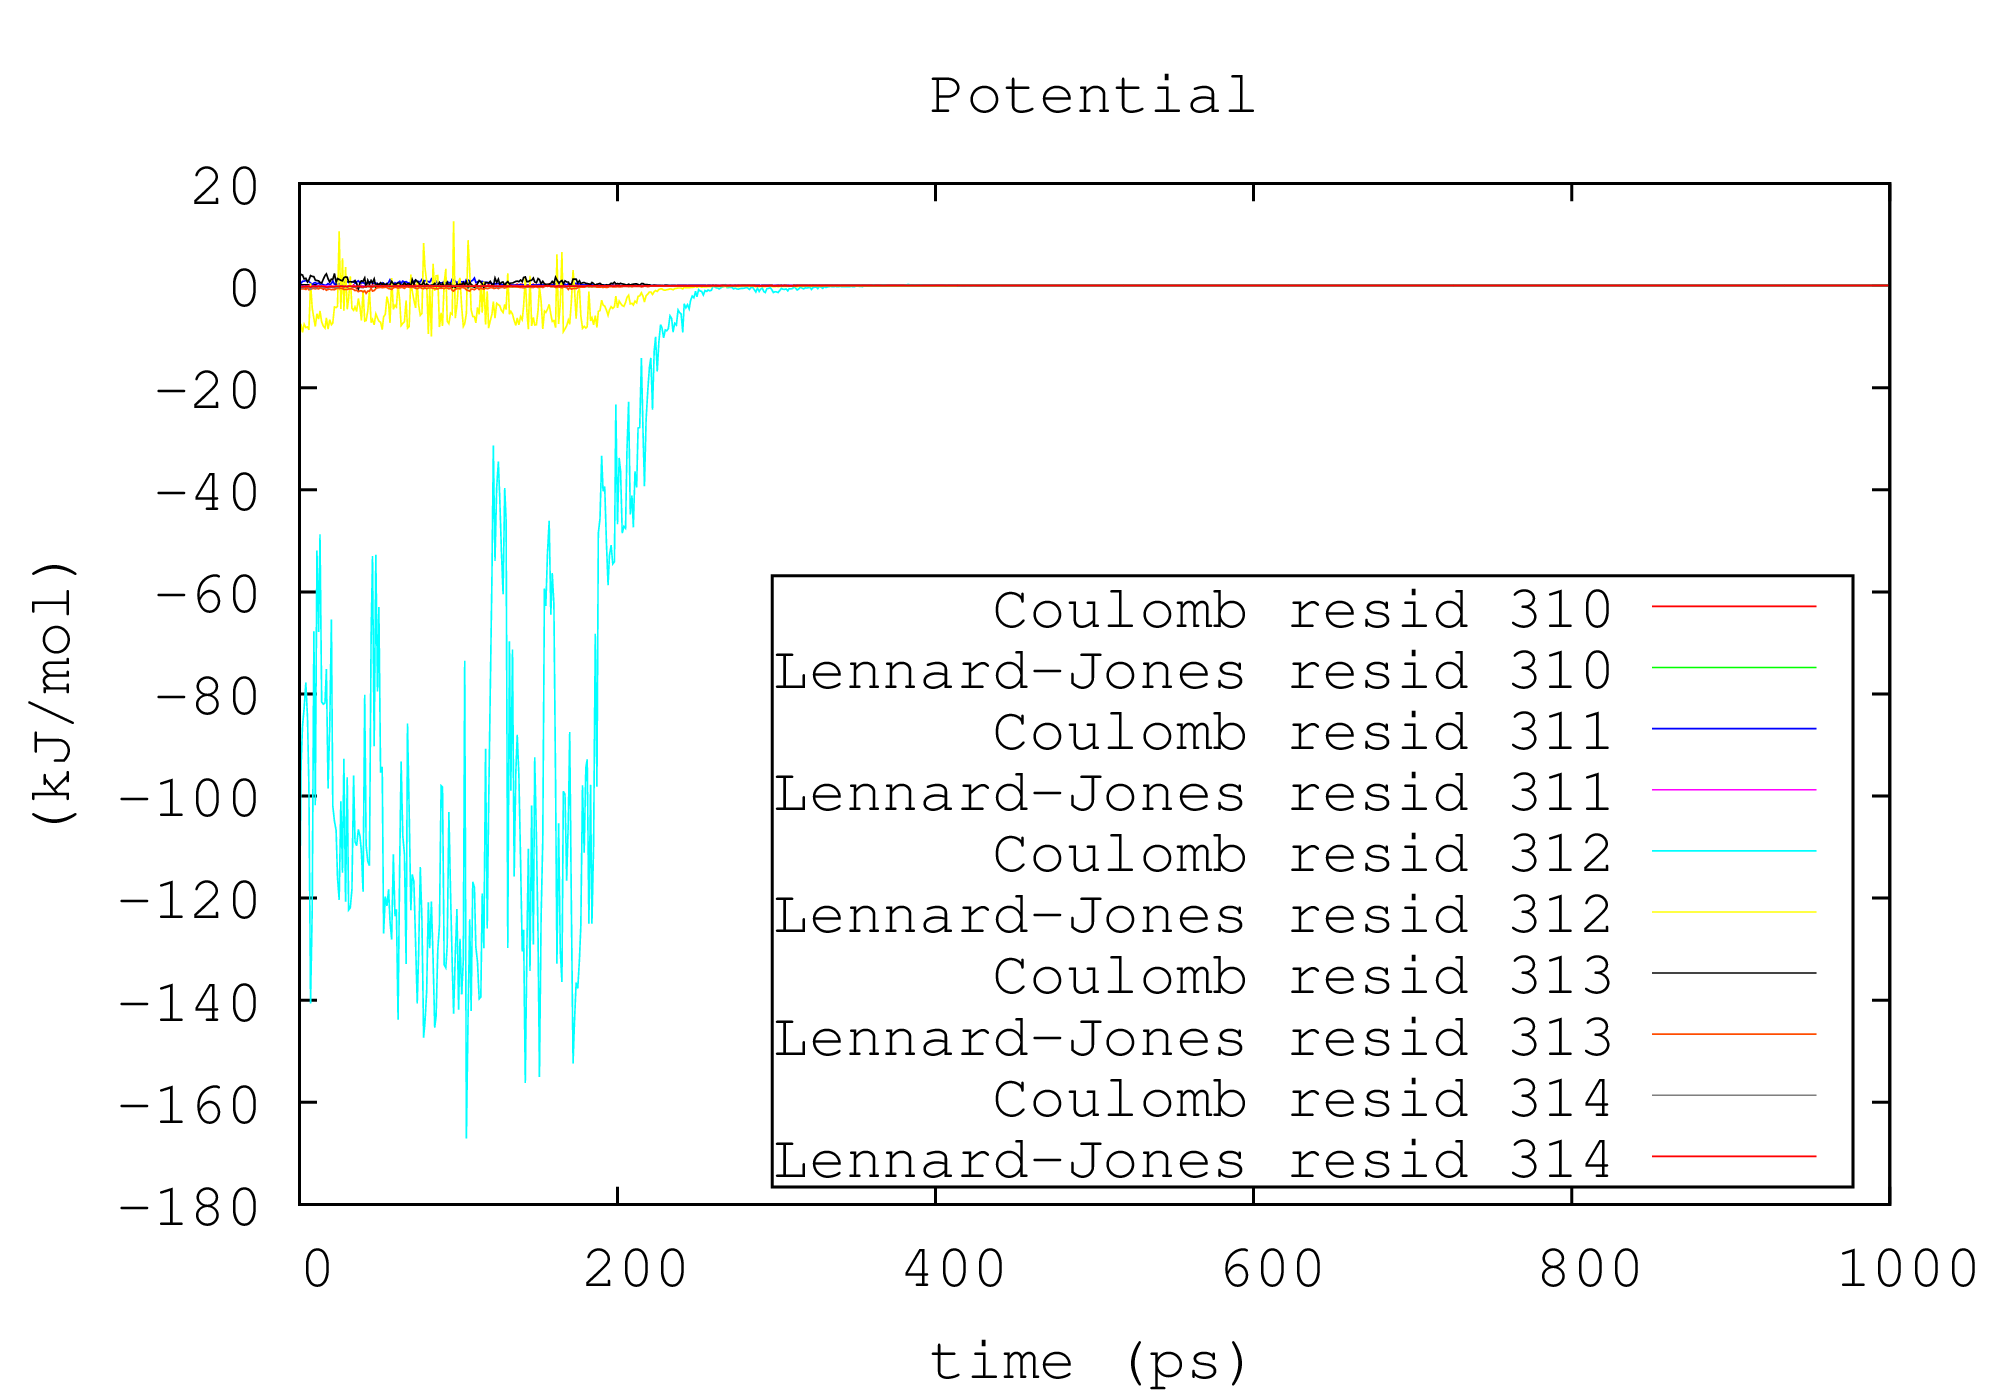 Potential
20
0
-20
-40
-60
-80
-100
-120
-140
-160
-180
(kJ/mol)
Coulomb resid 310
Lennard-Jones resid 310
Coulomb resid 311
Lennard-Jones resid 311
Coulomb resid 312
Lennard-Jones resid 312
Coulomb resid 313
Lennard-Jones resid 313
Coulomb resid 314
Lennard-Jones resid 314
0 200 400 600 800 1000
time (ps)